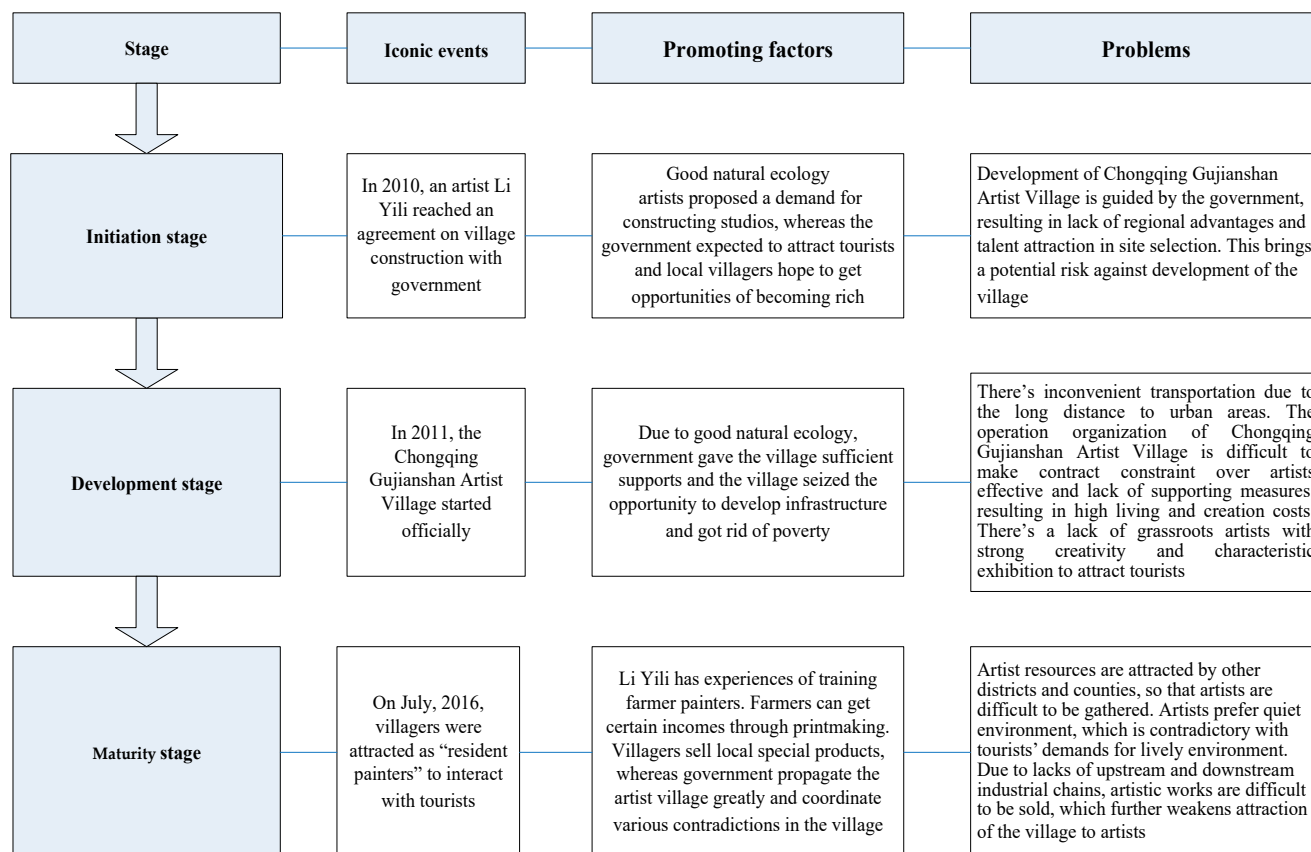 Stage
Iconic events
Promoting factors
Problems
Initiation stage
In 2010, an artist Li
Yili reached an
agreement on village
construction with
government
Good natural ecology
artists proposed a demand for
constructing studios, whereas the
government expected to attract tourists
and local villagers hope to get
opportunities of becoming rich
Development of Chongqing Gujianshan
Artist Village is guided by the government,
resulting in lack of regional advantages and
talent attraction in site selection. This brings
a potential risk against development of the
village
Development stage
In 2011, the
Chongqing
Gujianshan Artist
Village started
officially
Due to good natural ecology,
government gave the village sufficient
supports and the village seized the
opportunity to develop infrastructure
and got rid of poverty
There’s inconvenient transportation due to
the long distance to urban areas. The
operation organization of Chongqing
Gujianshan Artist Village is difficult to
make contract constraint over artists
effective and lack of supporting measures,
resulting in high living and creation costs.
There’s a lack of grassroots artists with
strong creativity and characteristic
exhibition to attract tourists
Maturity stage
On July, 2016,
villagers were
attracted as “resident
painters” to interact
with tourists
Li Yili has experiences of training
farmer painters. Farmers can get
certain incomes through printmaking.
Villagers sell local special products,
whereas government propagate the
artist village greatly and coordinate
various contradictions in the village
Artist resources are attracted by other
districts and counties, so that artists are
difficult to be gathered. Artists prefer quiet
environment, which is contradictory with
tourists’ demands for lively environment.
Due to lacks of upstream and downstream
industrial chains, artistic works are difficult
to be sold, which further weakens attraction
of the village to artists